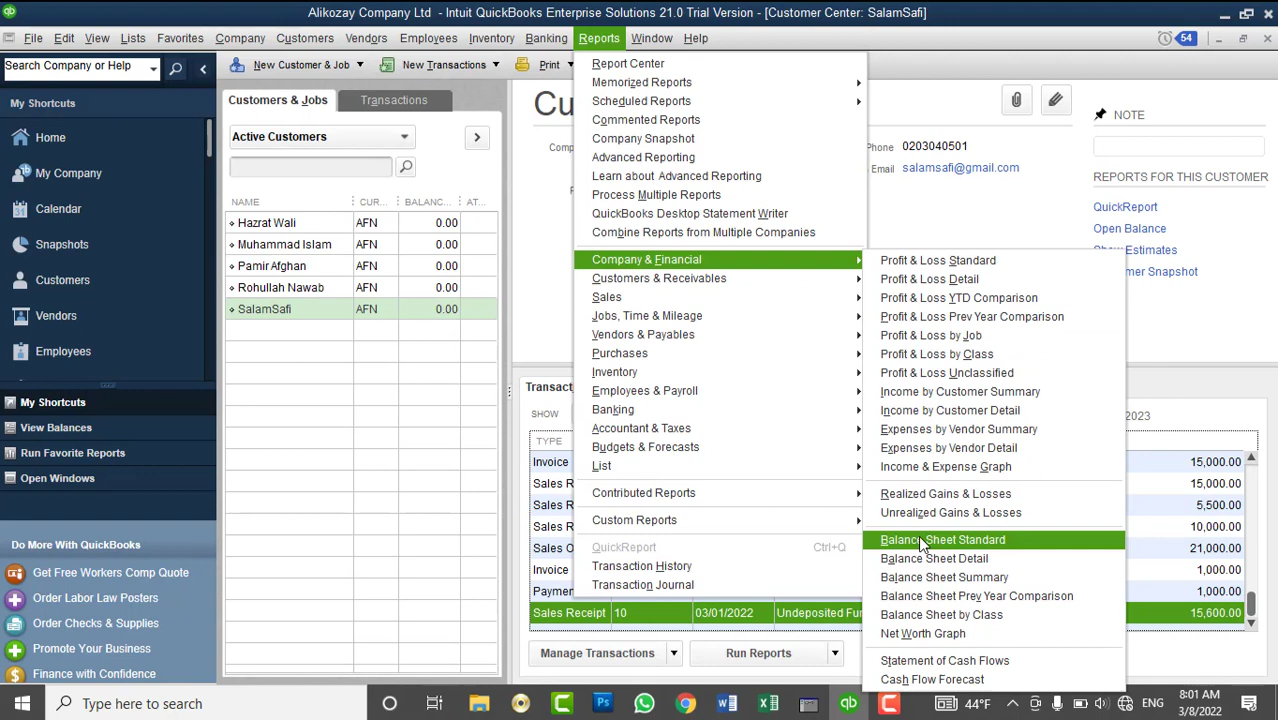 Alikozay Company Ltd - Intuit QuickBooks Enterprise Solutions 21.0 Trial Version - [Customer Center: SalamSafi]
File Edit View Lists Favorites Company Customers Vendors Employees Inventory Banking Reports Window Help 54
Search Company or Help
New Customer & Job New Transactions Print
My Shortcuts
Home
My Company
Calendar
Snapshots
Customers
Vendors
Employees
My Shortcuts
View Balances
Run Favorite Reports
Open Windows
Do More With QuickBooks
Get Free Workers Comp Quote
Order Labor Law Posters
Order Checks & Supplies
Promote Your Business
Finance with Confidence
Customers & Jobs Transactions
Active Customers
NAME CUR... BALANC... AT...
Hazrat Wali AFN 0.00
Muhammad Islam AFN 0.00
Pamir Afghan AFN 0.00
Rohullah Nawab AFN 0.00
SalamSafi AFN 0.00
Report Center
Memorized Reports
Scheduled Reports
Commented Reports
Company Snapshot
Advanced Reporting
Learn about Advanced Reporting
Process Multiple Reports
QuickBooks Desktop Statement Writer
Combine Reports from Multiple Companies
Company & Financial
Customers & Receivables
Sales
Jobs, Time & Mileage
Vendors & Payables
Purchases
Inventory
Employees & Payroll
Banking
Accountant & Taxes
Budgets & Forecasts
List
Contributed Reports
Custom Reports
QuickReport Ctrl+Q
Transaction History
Transaction Journal
Profit & Loss Standard
Profit & Loss Detail
Profit & Loss YTD Comparison
Profit & Loss Prev Year Comparison
Profit & Loss by Job
Profit & Loss by Class
Profit & Loss Unclassified
Income by Customer Summary
Income by Customer Detail
Expenses by Vendor Summary
Expenses by Vendor Detail
Income & Expense Graph
Realized Gains & Losses
Unrealized Gains & Losses
Balance Sheet Standard
Balance Sheet Detail
Balance Sheet Summary
Balance Sheet Prev Year Comparison
Balance Sheet by Class
Net Worth Graph
Statement of Cash Flows
Cash Flow Forecast
Cu
Comp
Phone 0203040501
Email salamsafi@gmail.com
NOTE
REPORTS FOR THIS CUSTOMER
QuickReport
Open Balance
Show Estimates
mer Snapshot
Transact
SHOW 2023
TYPE
Invoice 15,000.00
Sales R 15,000.00
Sales R 5,500.00
Sales R 10,000.00
Sales O 21,000.00
Invoice 1,000.00
Payme 1,000.00
Sales Receipt 10 03/01/2022 Undeposited Fun 15,600.00
Manage Transactions Run Reports
Type here to search
ENG
8:01 AM
3/8/2022